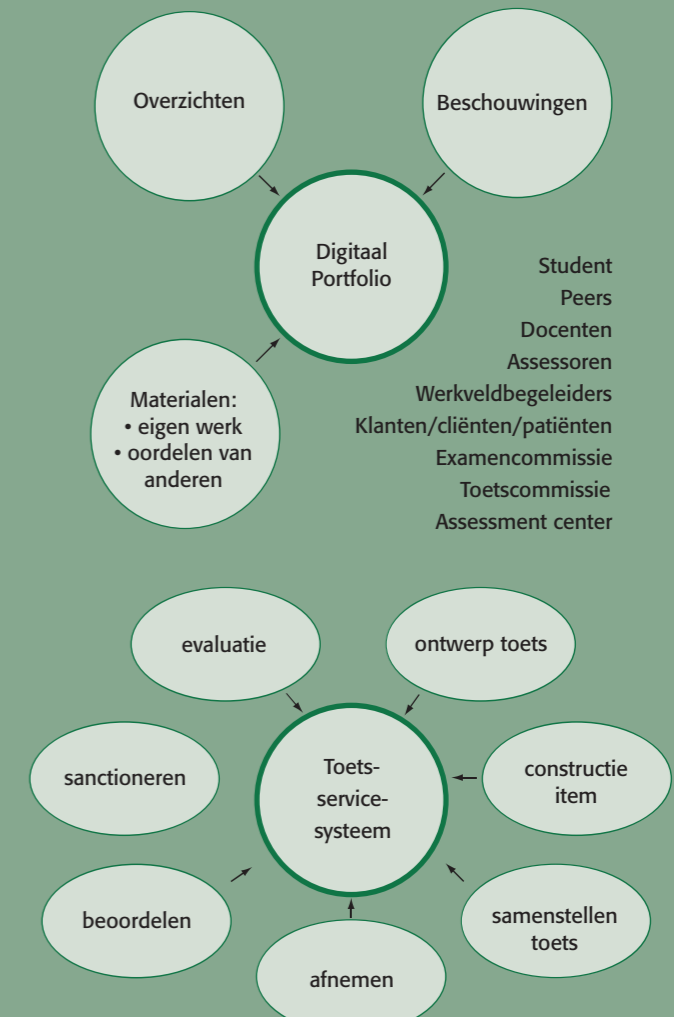 Overzichten
Beschouwingen
Digitaal
Portfolio
Materialen:
• eigen werk
• oordelen van
anderen
Student
Peers
Docenten
Assessoren
Werkveldbegeleiders
Klanten/cliënten/patiënten
Examencommissie
Toetscommissie
Assessment center
evaluatie
ontwerp toets
sanctioneren
Toets-
service-
systeem
constructie
item
beoordelen
samenstellen
toets
afnemen